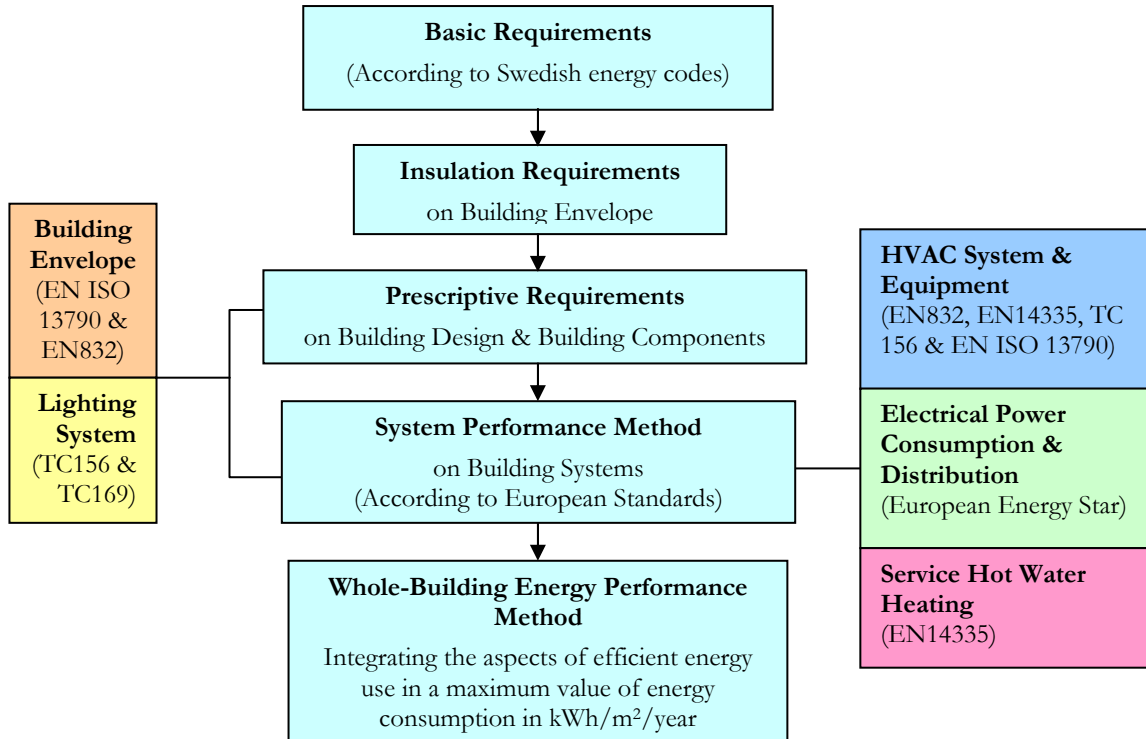 Basic Requirements
(According to Swedish energy codes)
Insulation Requirements
on Building Envelope
Building
Envelope
(EN ISO
13790 &
EN832)
Lighting
System
(TC156 &
TC169)
Prescriptive Requirements
on Building Design & Building Components
System Performance Method
on Building Systems
(According to European Standards)
HVAC System &
Equipment
(EN832, EN14335, TC
156 & EN ISO 13790)
Electrical Power
Consumption &
Distribution
(European Energy Star)
Service Hot Water
Heating
(EN14335)
Whole-Building Energy Performance
Method
Integrating the aspects of efficient energy
use in a maximum value of energy
consumption in kWh/m²/year